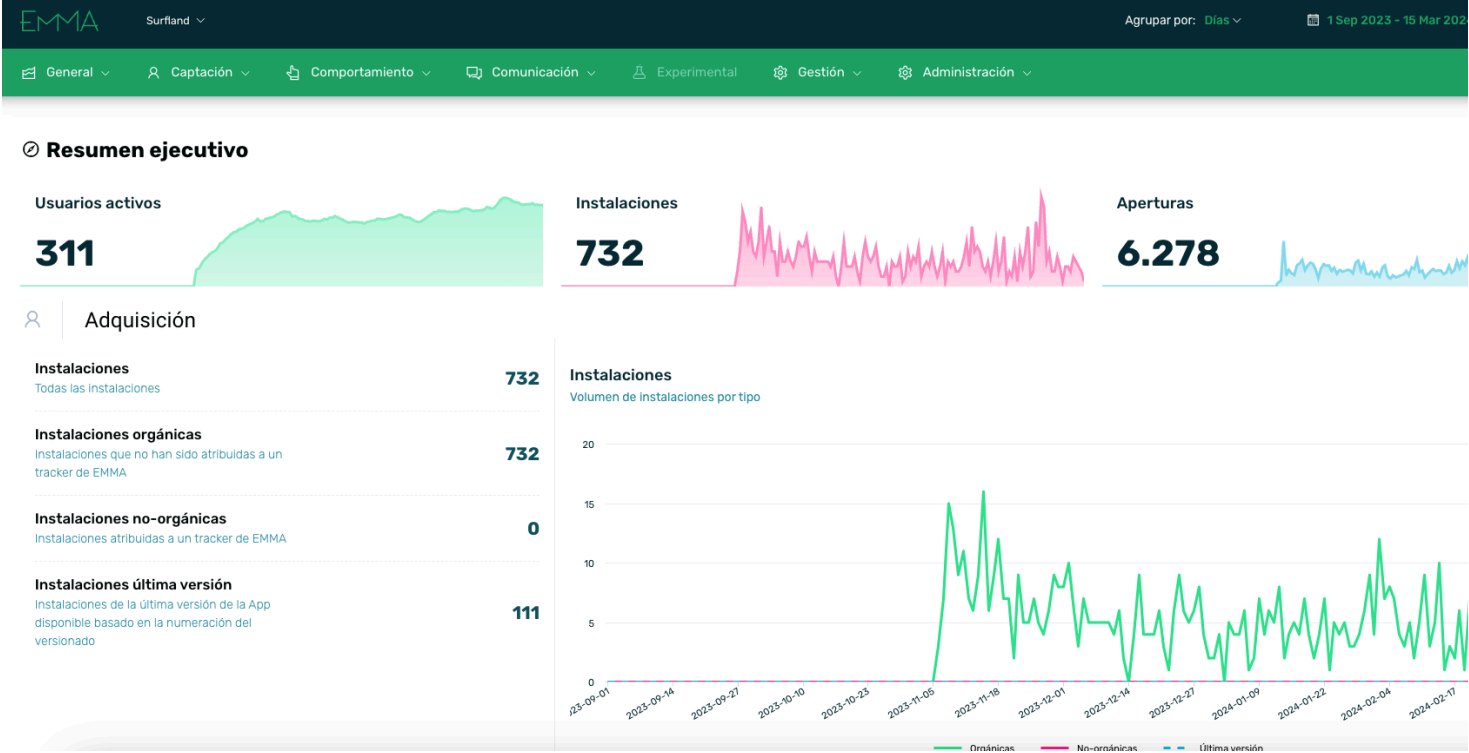 EMMA
Surfland
Agrupar por: Días
1 Sep 2023 - 15 Mar 2024
General
Captación
Comportamiento
Comunicación
Experimental
Gestión
Administración
Resumen ejecutivo
Usuarios activos
311
Instalaciones
732
Aperturas
6.278
Adquisición
Instalaciones
Todas las instalaciones
732
Instalaciones orgánicas
Instalaciones que no han sido atribuidas a un
tracker de EMMA
732
Instalaciones no-orgánicas
Instalaciones atribuidas a un tracker de EMMA
0
Instalaciones última versión
Instalaciones de la última versión de la App
disponible basado en la numeración del
versionado
111
Instalaciones
Volumen de instalaciones por tipo
20
15
10
5
0
23-09-01
2023-09-14
2023-09-27
2023-10-10
2023-10-23
2023-11-05
2023-11-18
2023-12-01
2023-12-14
2023-12-27
2024-01-09
2024-01-22
2024-02-04
2024-02-17
Orgánicas
No-orgánicas
Última versión